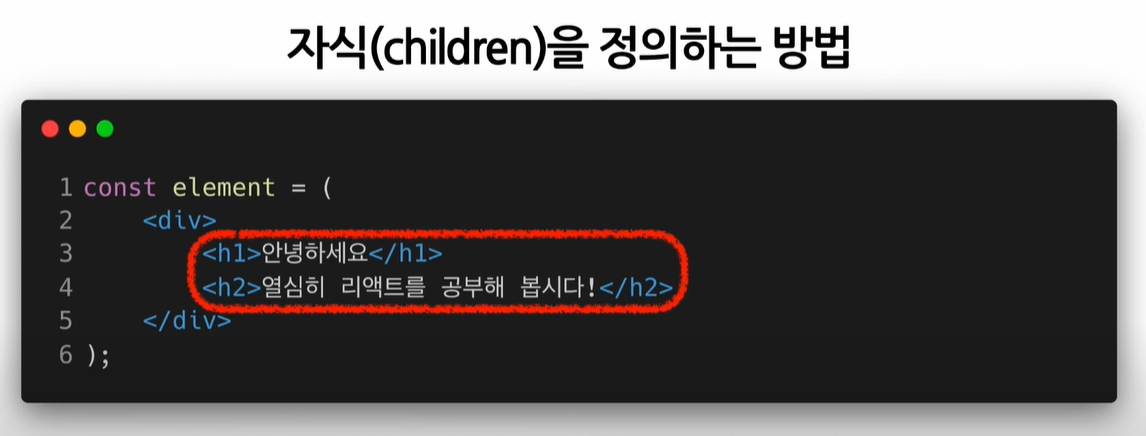 자식(children)을 정의하는 방법
1 const element = (
2 <div>
3 <h1>안녕하세요</h1>
4 <h2>열심히 리액트를 공부해 봅시다!</h2>
5 </div>
6 );